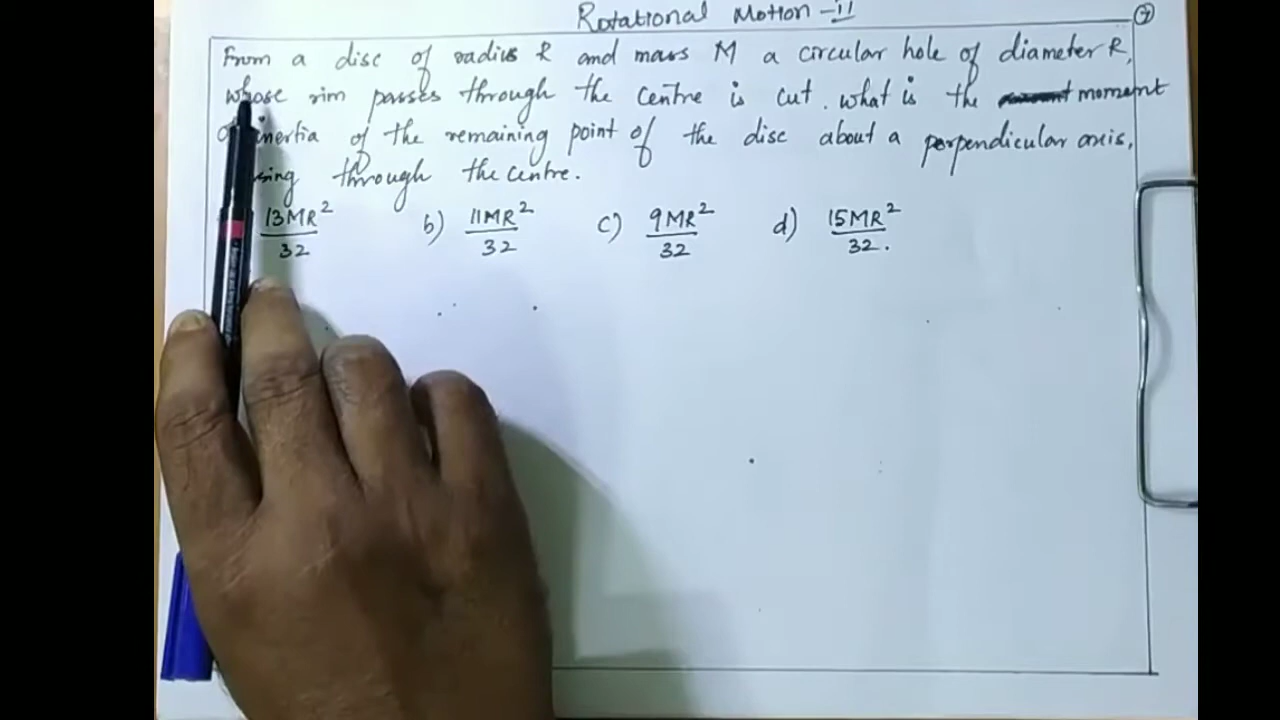 Rotational Motion - II
7
From a disc of radius R and mass M a circular hole of diameter R,
whose rim passes through the centre is cut. what is the moment
inertia of the remaining point of the disc about a perpendicular axis,
through the centre.
13MR²/32 b) 11MR²/32 c) 9MR²/32 d) 15MR²/32.